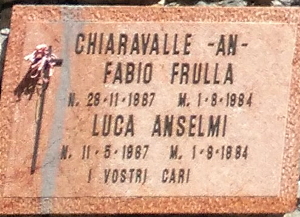 CHIARAVALLE -AN-
FABIO FRULLA
N. 28-11-1967 M. 1-8-1984
LUCA ANSELMI
N. 11-5-1967 M. 1-8-1984
I VOSTRI CARI